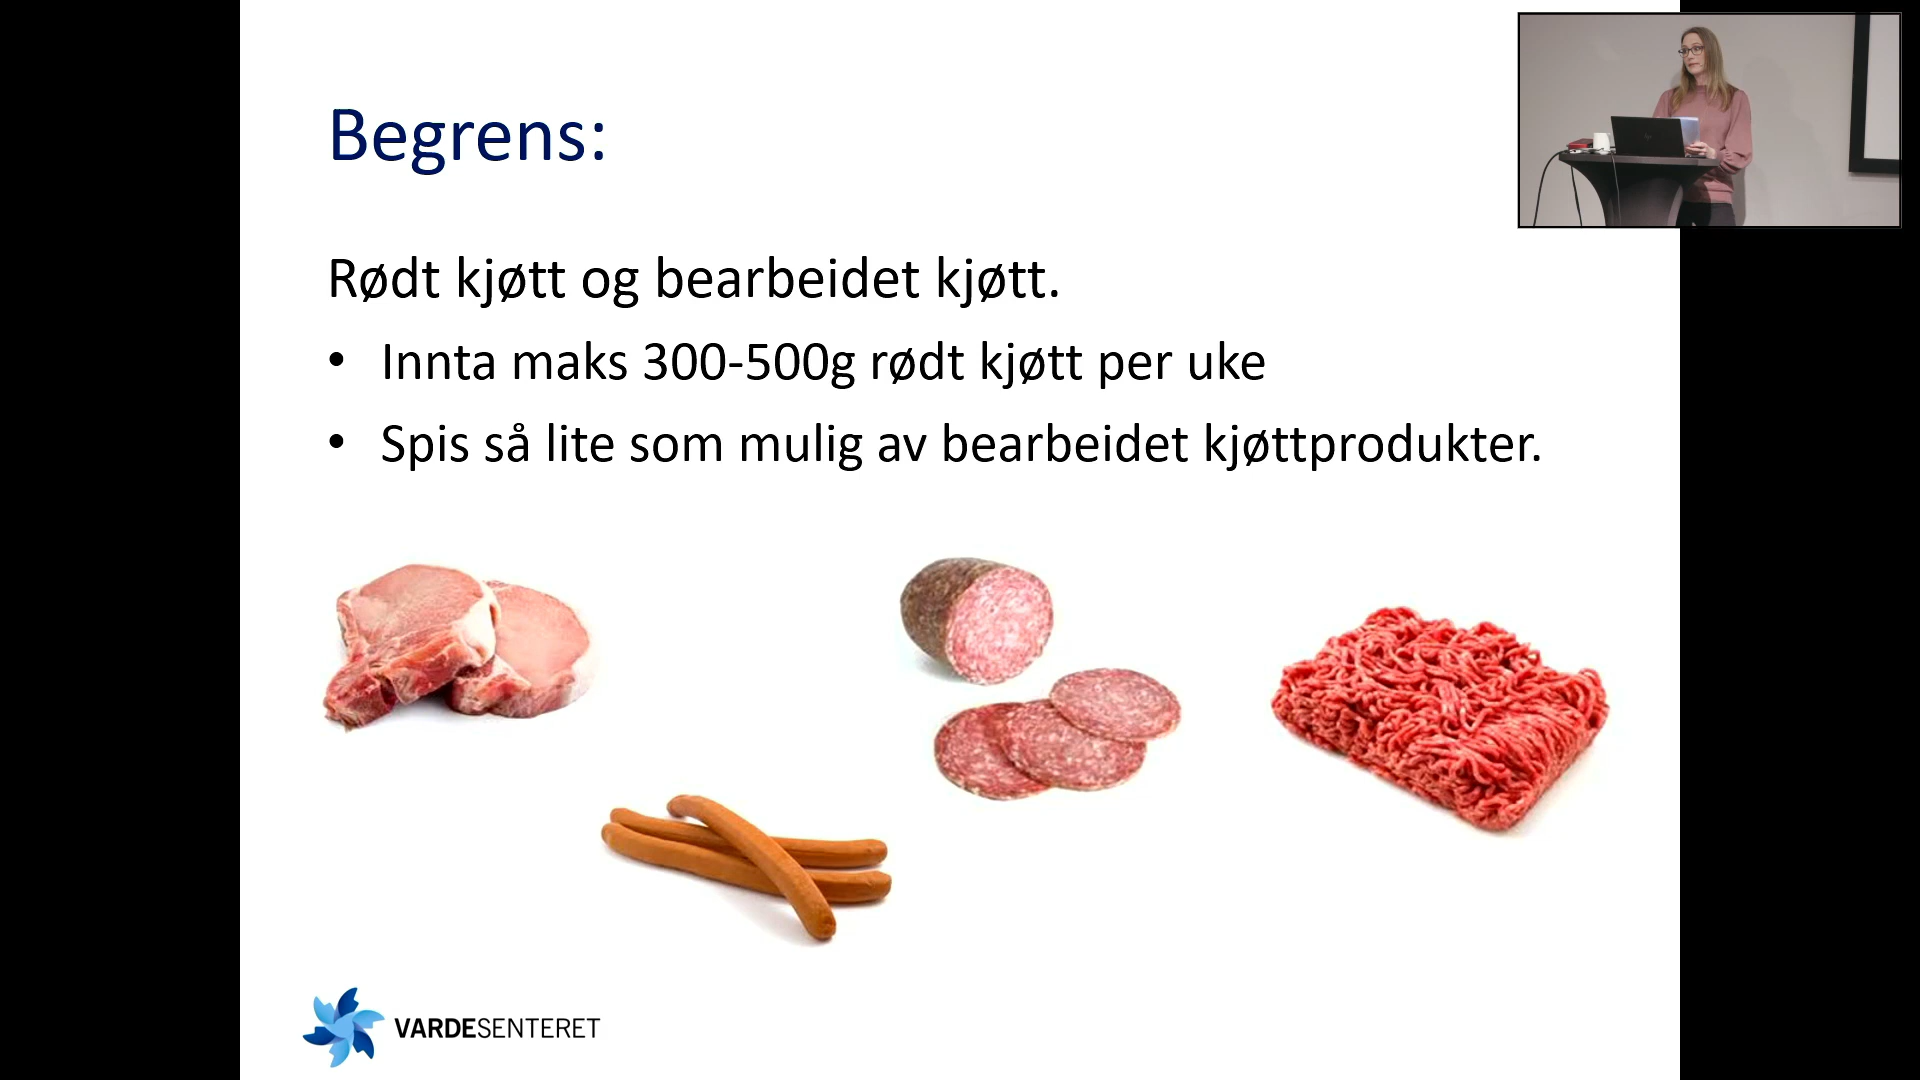 Begrens:
Rødt kjøtt og bearbeidet kjøtt.
• Innta maks 300-500g rødt kjøtt per uke
• Spis så lite som mulig av bearbeidet kjøttprodukter.
VARDESENTERET